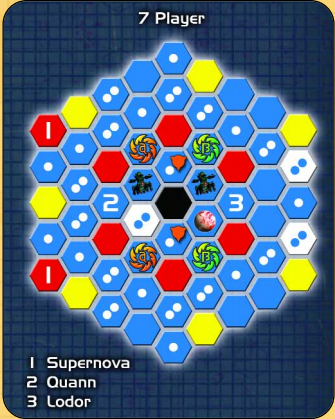 7 Player
1
α β
2 3
α β
1
1 Supernova
2 Quann
3 Lodor